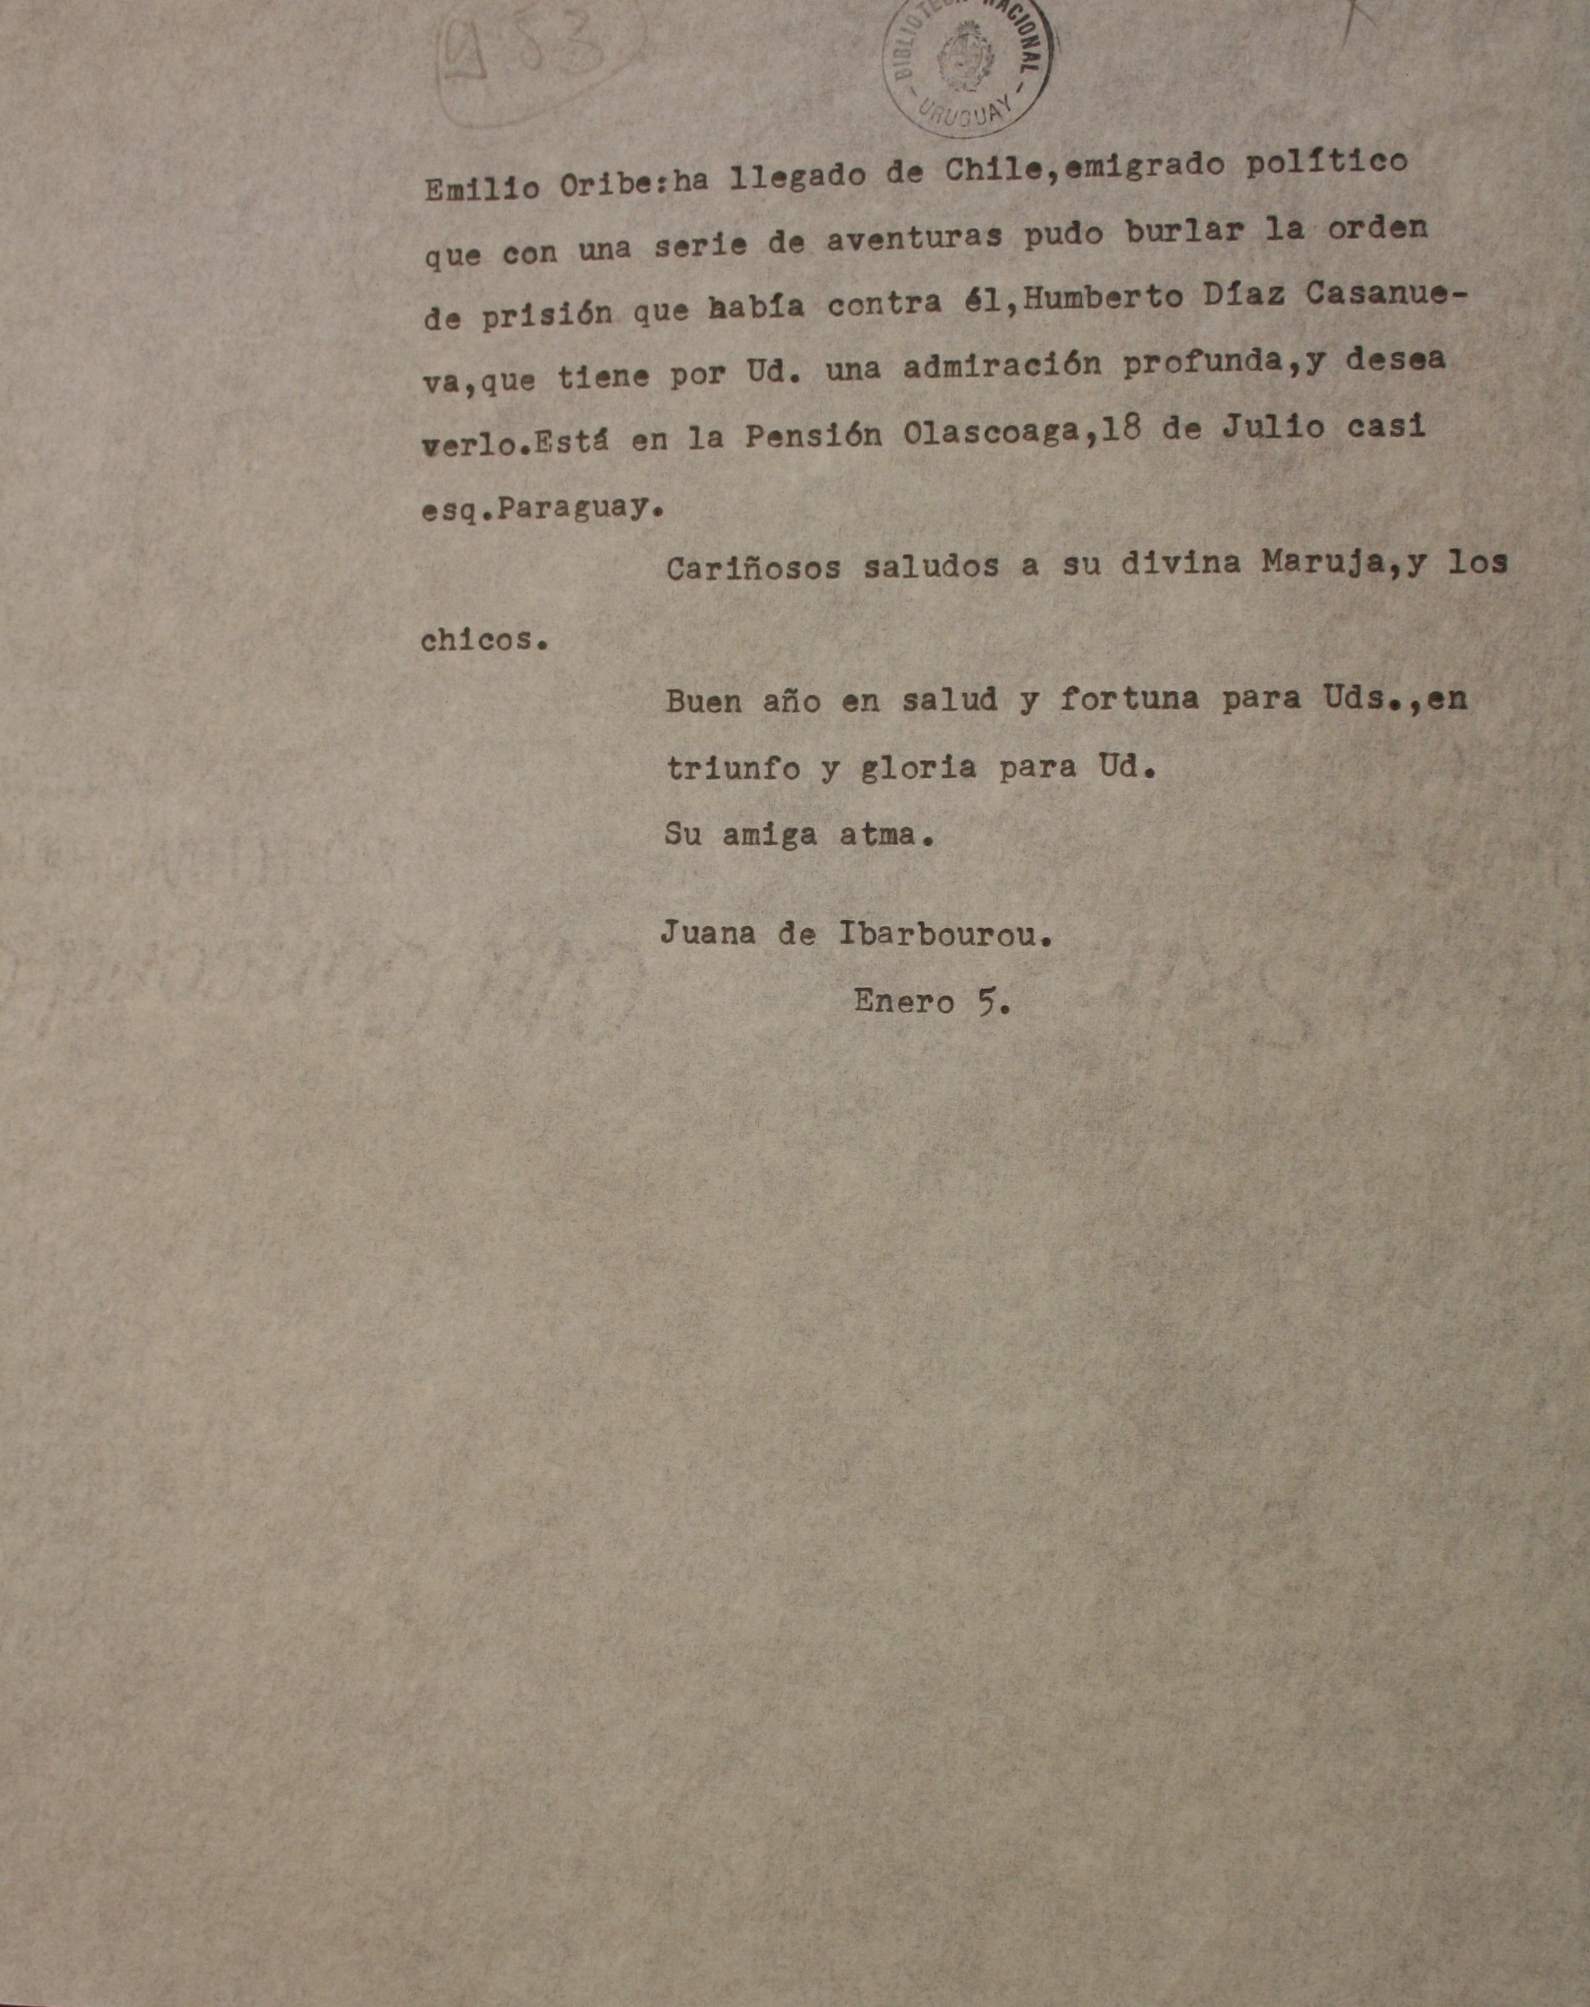 953
BIBLIOTECA NACIONAL
- URUGUAY -
Emilio Oribe:ha llegado de Chile,emigrado político
que con una serie de aventuras pudo burlar la orden
de prisión que había contra él,Humberto Díaz Casanue-
va,que tiene por Ud. una admiración profunda,y desea
verlo.Está en la Pensión Olascoaga,18 de Julio casi
esq.Paraguay.
Cariñosos saludos a su divina Maruja,y los
chicos.
Buen año en salud y fortuna para Uds.,en
triunfo y gloria para Ud.
Su amiga atma.
Juana de Ibarbourou.
Enero 5.